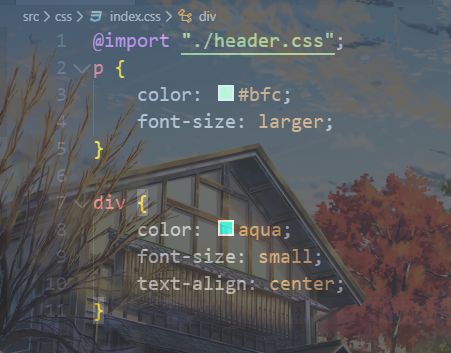 src > css > index.css > div
1 @import "./header.css";
2 p {
3 color: #bfc;
4 font-size: larger;
5 }
6
7 div {
8 color: aqua;
9 font-size: small;
10 text-align: center;
11 }